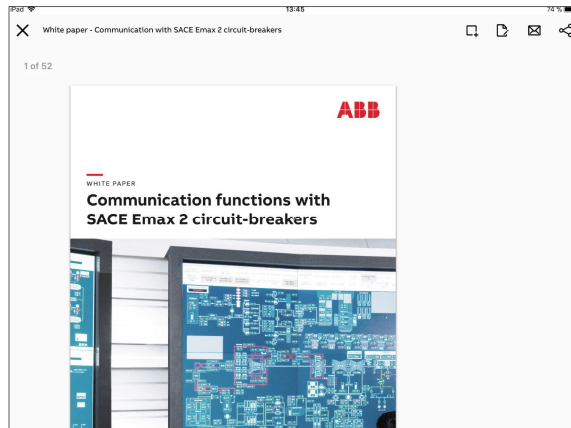 iPad
13:45
74 %
White paper - Communication with SACE Emax 2 circuit-breakers
1 of 52
ABB
WHITE PAPER
Communication functions with
SACE Emax 2 circuit-breakers